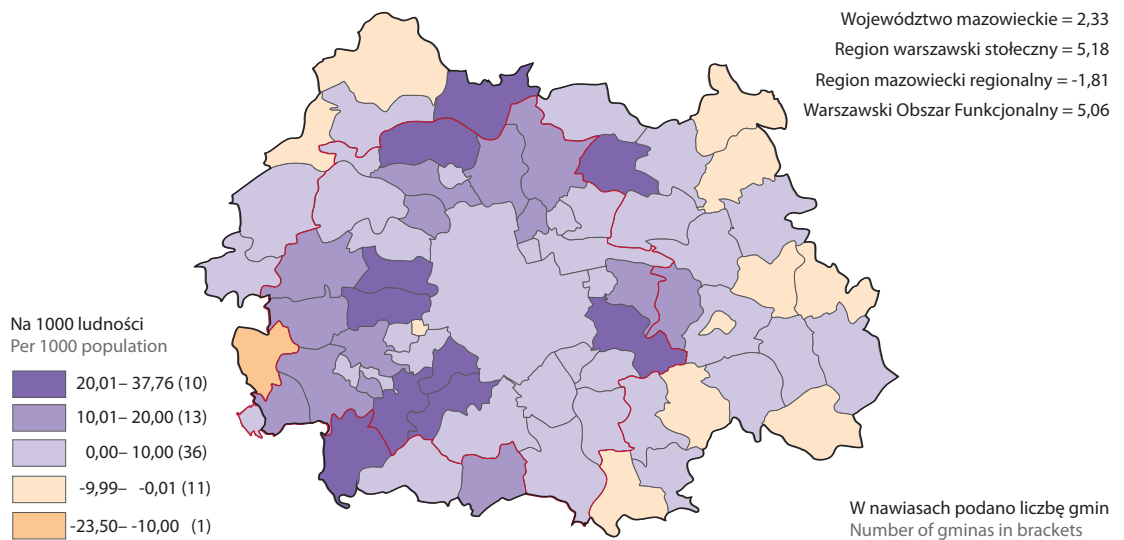 Województwo mazowieckie = 2,33
Region warszawski stołeczny = 5,18
Region mazowiecki regionalny = -1,81
Warszawski Obszar Funkcjonalny = 5,06
Na 1000 ludności
Per 1000 population
20,01– 37,76 (10)
10,01– 20,00 (13)
0,00– 10,00 (36)
-9,99– -0,01 (11)
-23,50– -10,00 (1)
W nawiasach podano liczbę gmin
Number of gminas in brackets